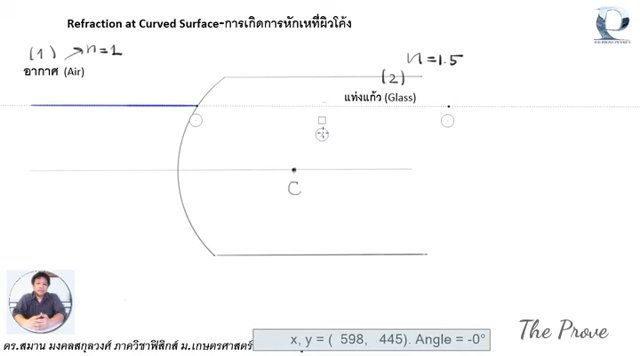 Refraction at Curved Surface-การเกิดการหักเหที่ผิวโค้ง
(1) n=1
อากาศ (Air)
n=1.5
(2)
แท่งแก้ว (Glass)
C
The Prove
ดร.สมาน มงคลสกุลวงศ์ ภาควิชาฟิสิกส์ ม.เกษตรศาสตร์
x, y = ( 598, 445). Angle = -0°